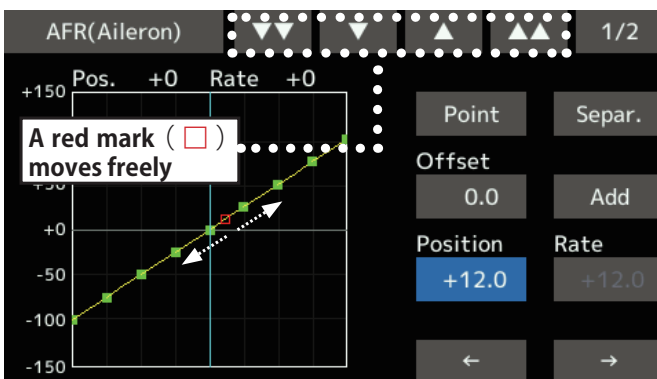 AFR(Aileron) ▼▼ ▼ ▲ ▲▲ 1/2
Pos. +0 Rate +0
+150
A red mark (□)
moves freely
+50
+0
-50
-100
-150
Point Separ.
Offset
0.0 Add
Position Rate
+12.0 +12.0
← →